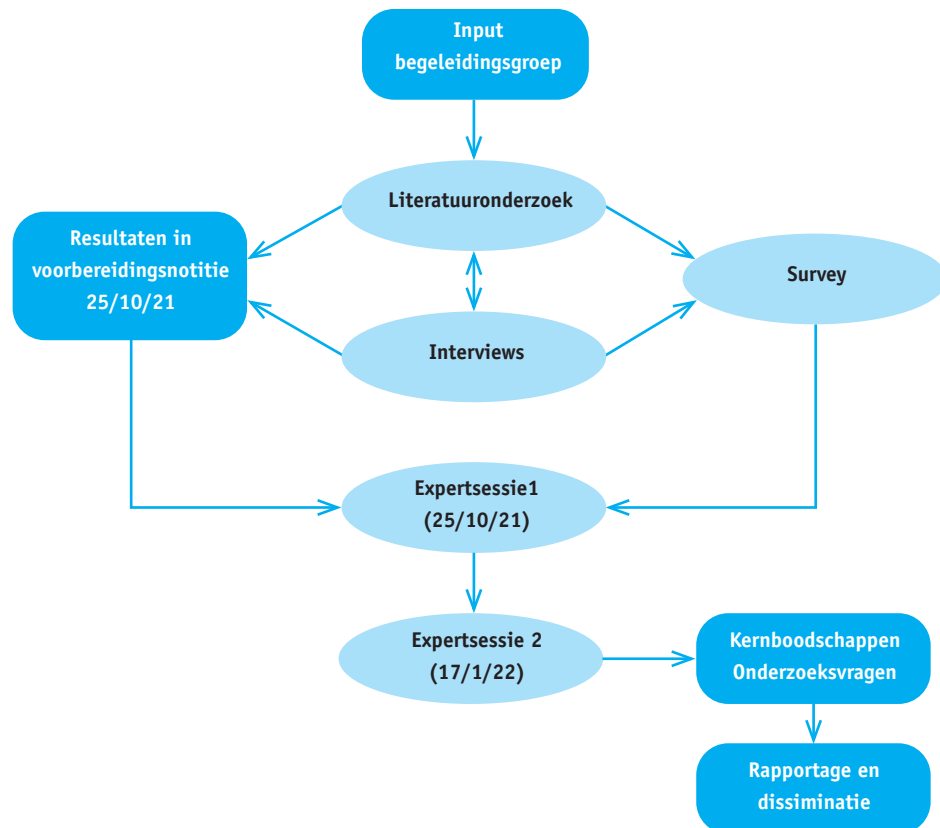 Input
begeleidingsgroep
Literatuuronderzoek
Resultaten in
voorbereidingsnotitie
25/10/21
Survey
Interviews
Expertsessie1
(25/10/21)
Expertsessie 2
(17/1/22)
Kernboodschappen
Onderzoeksvragen
Rapportage en
dissiminatie